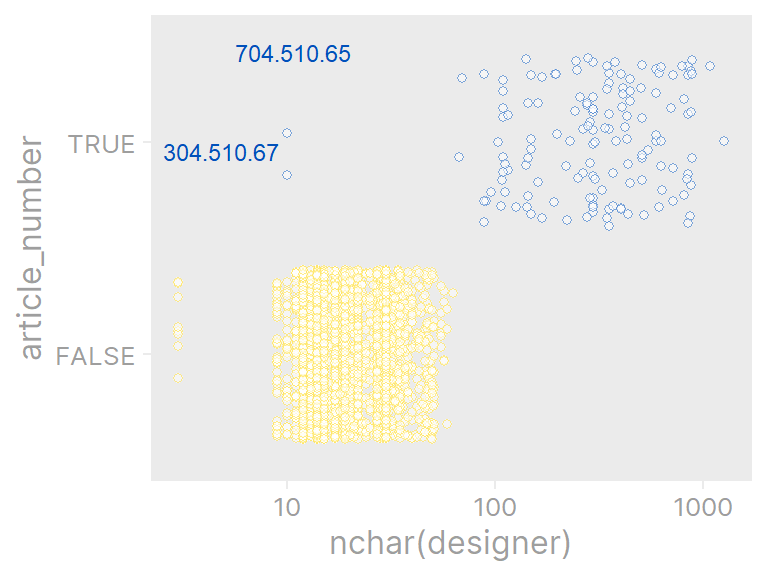 704.510.65
304.510.67
article_number
TRUE
FALSE
10
100
1000
nchar(designer)